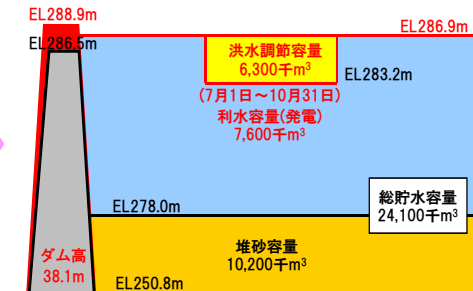 EL288.9m
EL286.9m
EL286.5m
洪水調節容量
6,300千m³
EL283.2m
(7月1日～10月31日)
利水容量(発電)
7,600千m³
総貯水容量
24,100千m³
EL278.0m
堆砂容量
10,200千m³
ダム高
38.1m
EL250.8m